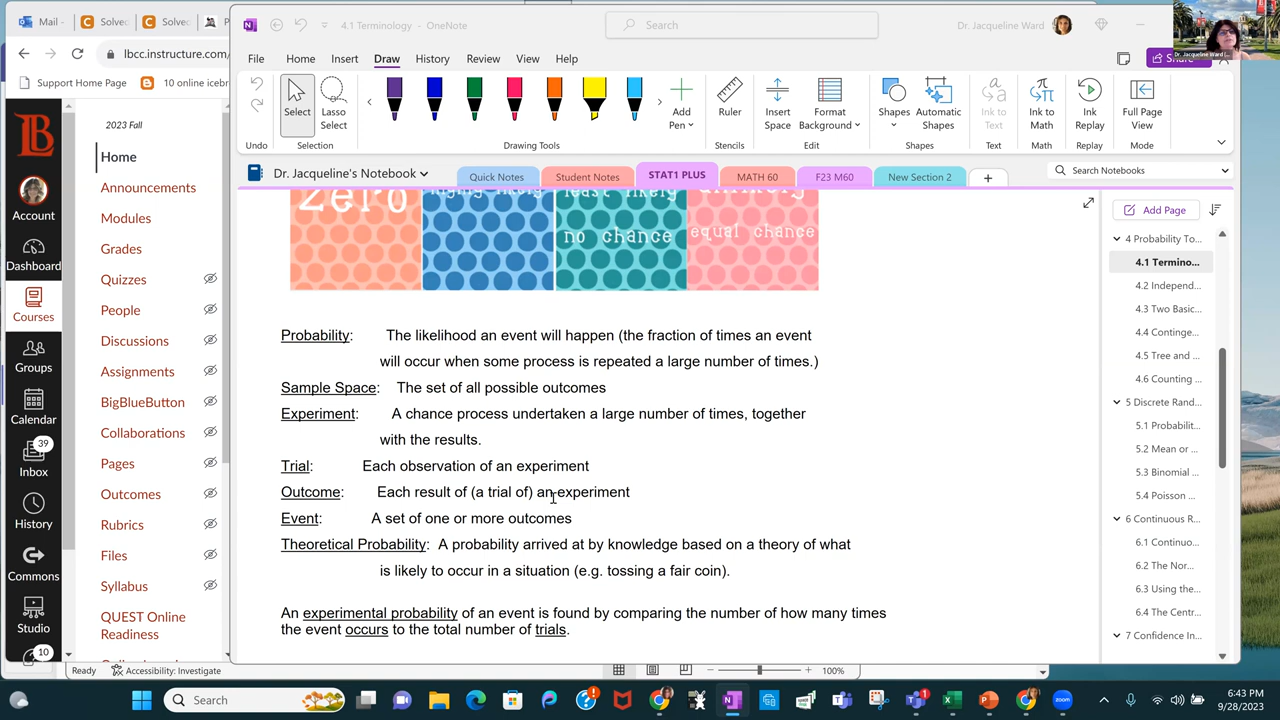 Mail -
Solvec
Solvec
P
4.1 Terminology - OneNote
Search
Dr. Jacqueline Ward
lbcc.instructure.com/
Support Home Page
10 online icebr
File
Home
Insert
Draw
History
Review
View
Help
Share
Select
Lasso Select
Add Pen
Ruler
Insert Space
Format Background
Shapes
Automatic Shapes
Ink to Text
Ink to Math
Ink Replay
Full Page View
Undo
Selection
Drawing Tools
Stencils
Edit
Shapes
Text
Math
Replay
Mode
Dr. Jacqueline's Notebook
Quick Notes
Student Notes
STAT1 PLUS
MATH 60
F23 M60
New Section 2
Search Notebooks
Add Page
4 Probability To...
4.1 Termino...
4.2 Independ...
4.3 Two Basic...
4.4 Continge...
4.5 Tree and ...
4.6 Counting ...
5 Discrete Rand...
5.1 Probabilit...
5.2 Mean or ...
5.3 Binomial ...
5.4 Poisson ...
6 Continuous R...
6.1 Continuo...
6.2 The Nor...
6.3 Using the...
6.4 The Centr...
7 Confidence In...
Account
Dashboard
Courses
Groups
Calendar
39
Inbox
History
Commons
Studio
10
2023 Fall
Home
Announcements
Modules
Grades
Quizzes
People
Discussions
Assignments
BigBlueButton
Collaborations
Pages
Outcomes
Rubrics
Files
Syllabus
QUEST Online
Readiness
zero
no chance
equal chance
Probability: The likelihood an event will happen (the fraction of times an event
will occur when some process is repeated a large number of times.)
Sample Space: The set of all possible outcomes
Experiment: A chance process undertaken a large number of times, together
with the results.
Trial: Each observation of an experiment
Outcome: Each result of (a trial of) an experiment
Event: A set of one or more outcomes
Theoretical Probability: A probability arrived at by knowledge based on a theory of what
is likely to occur in a situation (e.g. tossing a fair coin).
An experimental probability of an event is found by comparing the number of how many times
the event occurs to the total number of trials.
Ready
Accessibility: Investigate
100%
Search
6:43 PM
9/28/2023